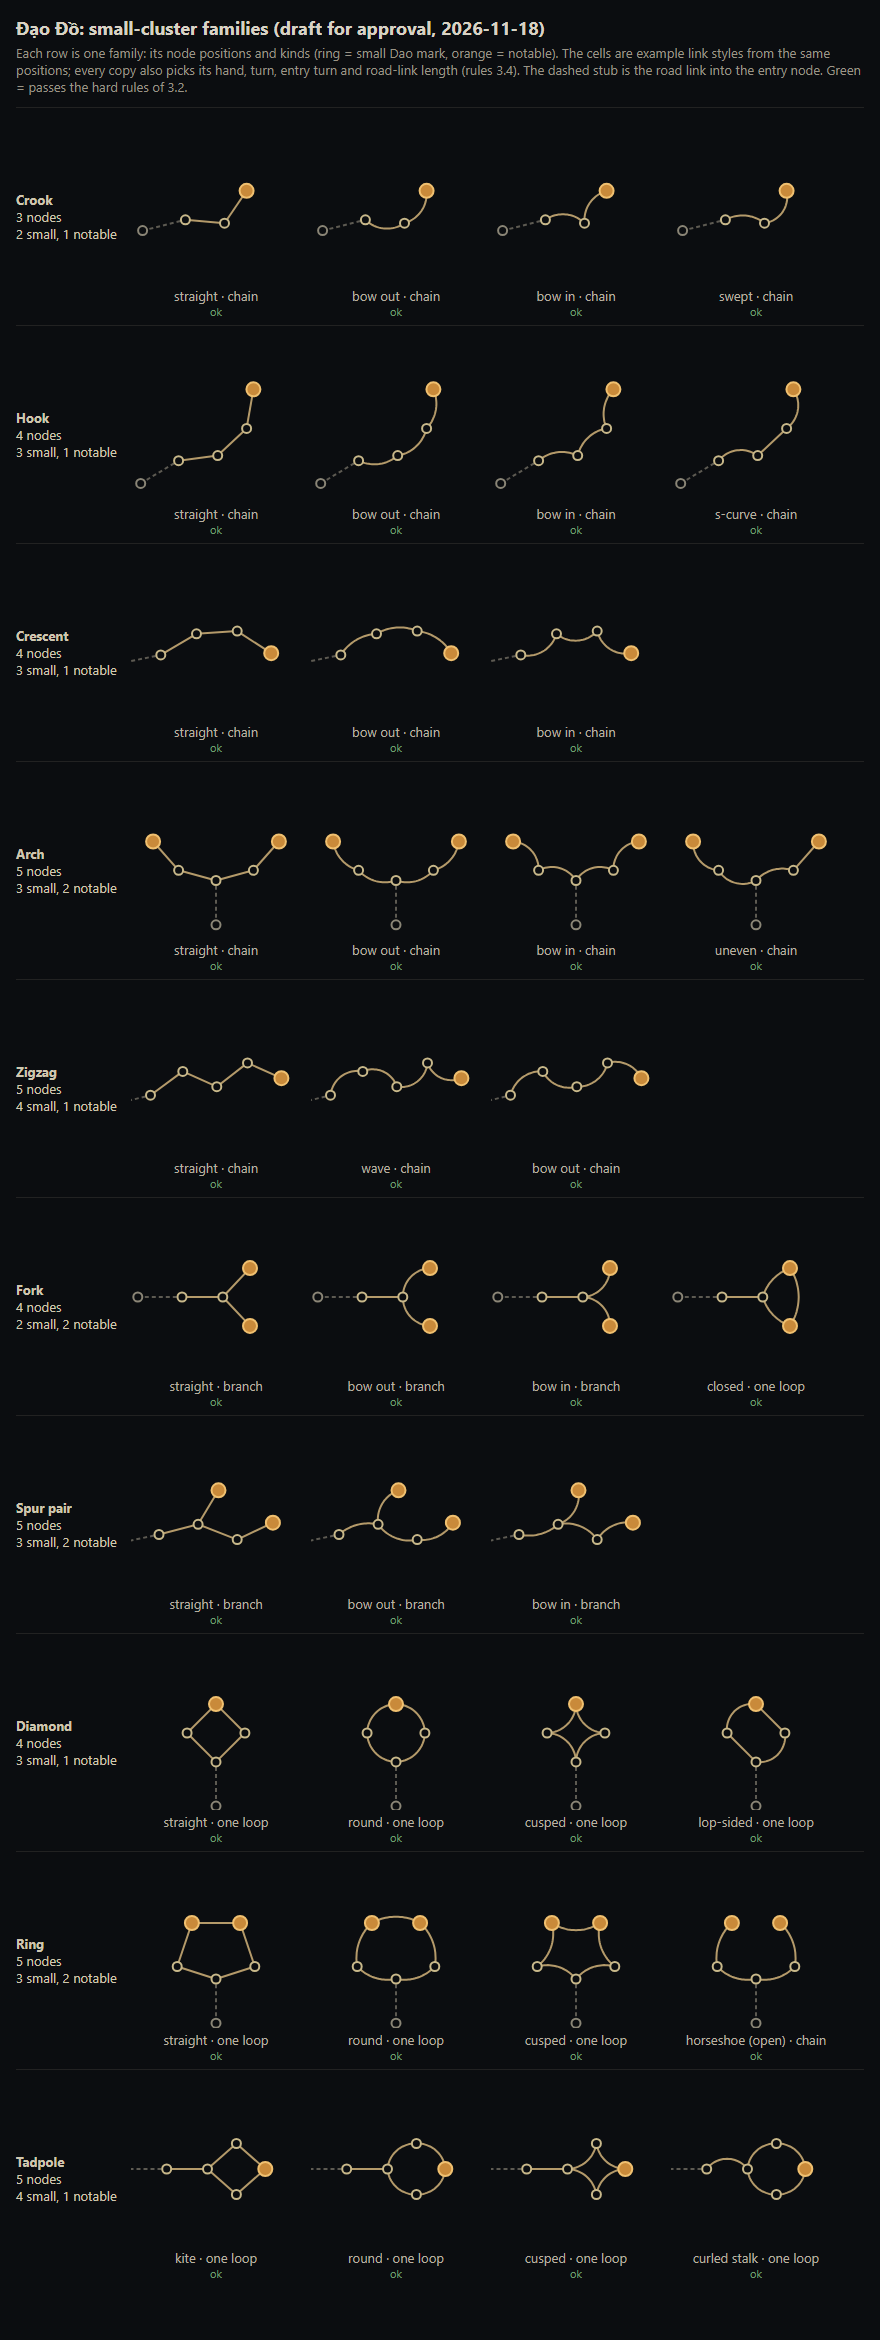 Đạo Đồ: small-cluster families (draft for approval, 2026-11-18)
Each row is one family: its node positions and kinds (ring = small Dao mark, orange = notable). The cells are example link styles from the same
positions; every copy also picks its hand, turn, entry turn and road-link length (rules 3.4). The dashed stub is the road link into the entry node. Green
= passes the hard rules of 3.2.
Crook
3 nodes
2 small, 1 notable
straight · chain
bow out · chain
bow in · chain
swept · chain
ok
ok
ok
ok
Hook
4 nodes
3 small, 1 notable
straight · chain
bow out · chain
bow in · chain
s-curve · chain
ok
ok
ok
ok
Crescent
4 nodes
3 small, 1 notable
straight · chain
bow out · chain
bow in · chain
ok
ok
ok
Arch
5 nodes
3 small, 2 notable
straight · chain
bow out · chain
bow in · chain
uneven · chain
ok
ok
ok
ok
Zigzag
5 nodes
4 small, 1 notable
straight · chain
wave · chain
bow out · chain
ok
ok
ok
Fork
4 nodes
2 small, 2 notable
straight · branch
bow out · branch
bow in · branch
closed · one loop
ok
ok
ok
ok
Spur pair
5 nodes
3 small, 2 notable
straight · branch
bow out · branch
bow in · branch
ok
ok
ok
Diamond
4 nodes
3 small, 1 notable
straight · one loop
round · one loop
cusped · one loop
lop-sided · one loop
ok
ok
ok
ok
Ring
5 nodes
3 small, 2 notable
straight · one loop
round · one loop
cusped · one loop
horseshoe (open) · chain
ok
ok
ok
ok
Tadpole
5 nodes
4 small, 1 notable
kite · one loop
round · one loop
cusped · one loop
curled stalk · one loop
ok
ok
ok
ok